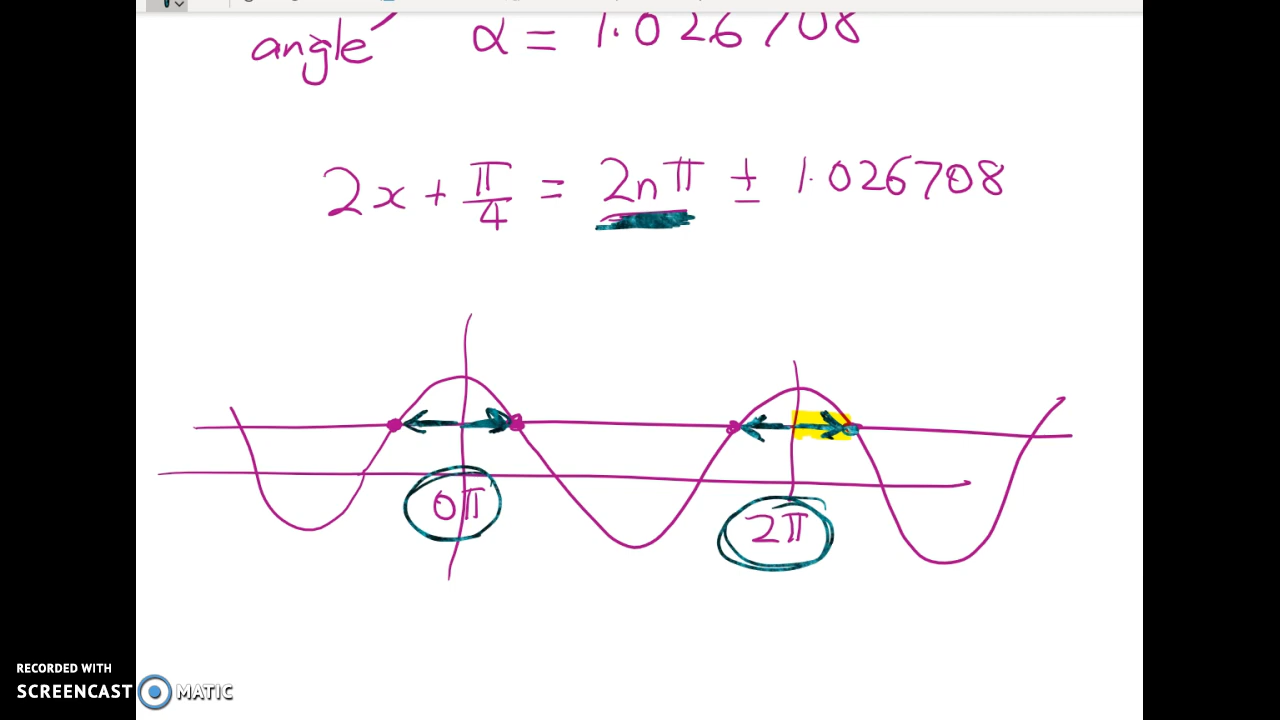 angle α = 1.026708
2x + π/4 = 2nπ ± 1.026708
0π
2π
RECORDED WITH
SCREENCAST MATIC